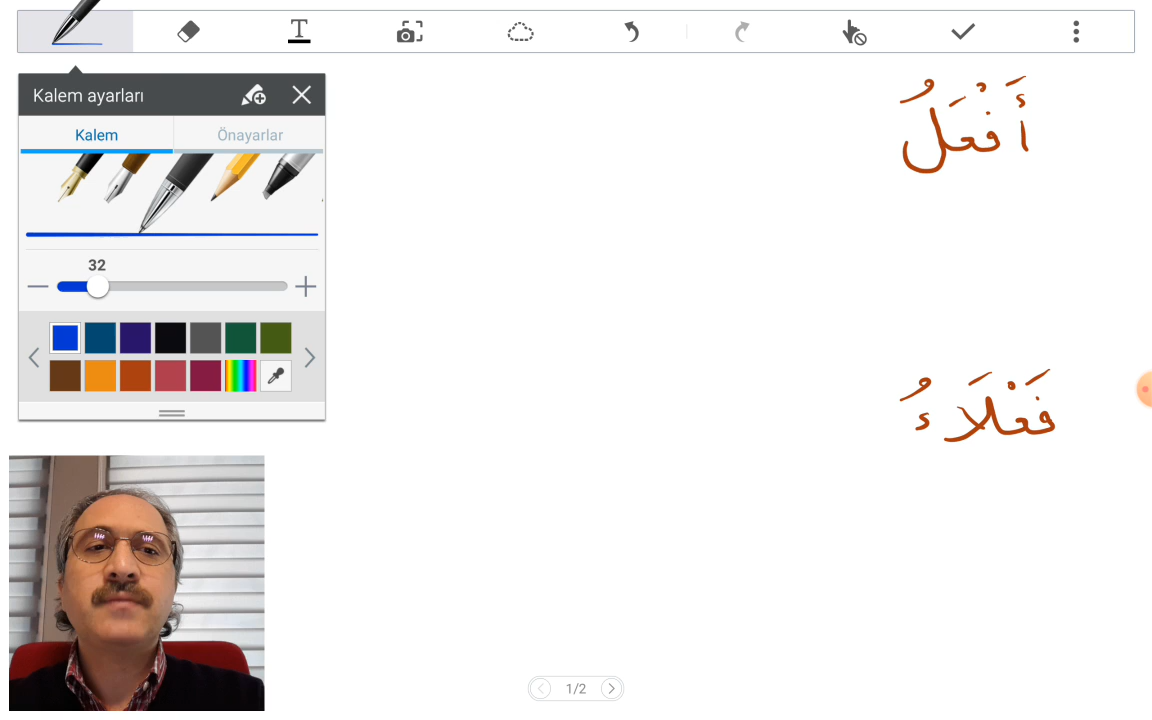 T
Kalem ayarları
Kalem
Önayarlar
32
أَفْعَلُ
فَعْلَاءُ
1/2